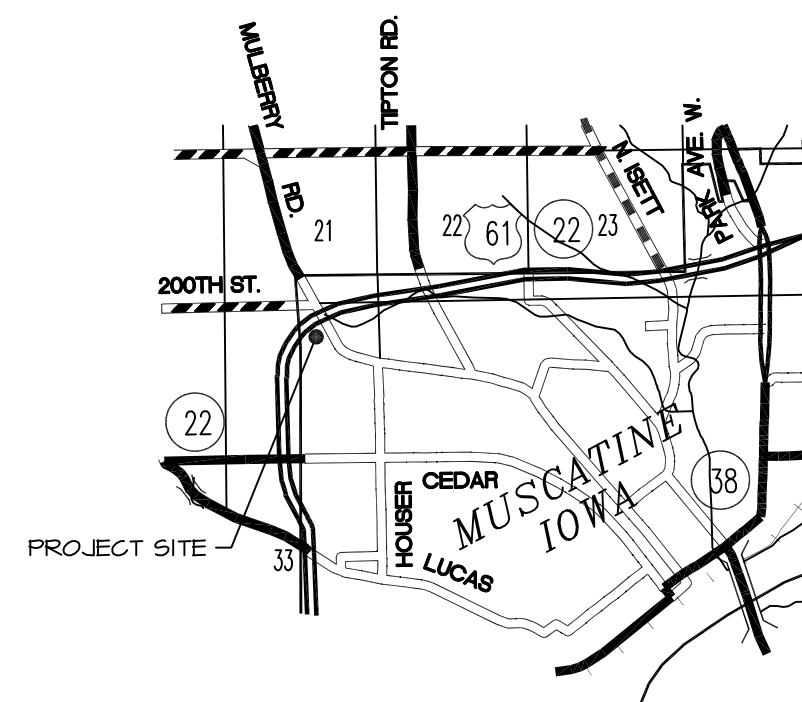 MULBERRY
TIPTON RD.
PARK AVE. W.
N. ISETT
RD.
21
22
61
22
23
200TH ST.
22
CEDAR
HOUSER
MUSCATINE
IOWA
38
PROJECT SITE
33
LUCAS